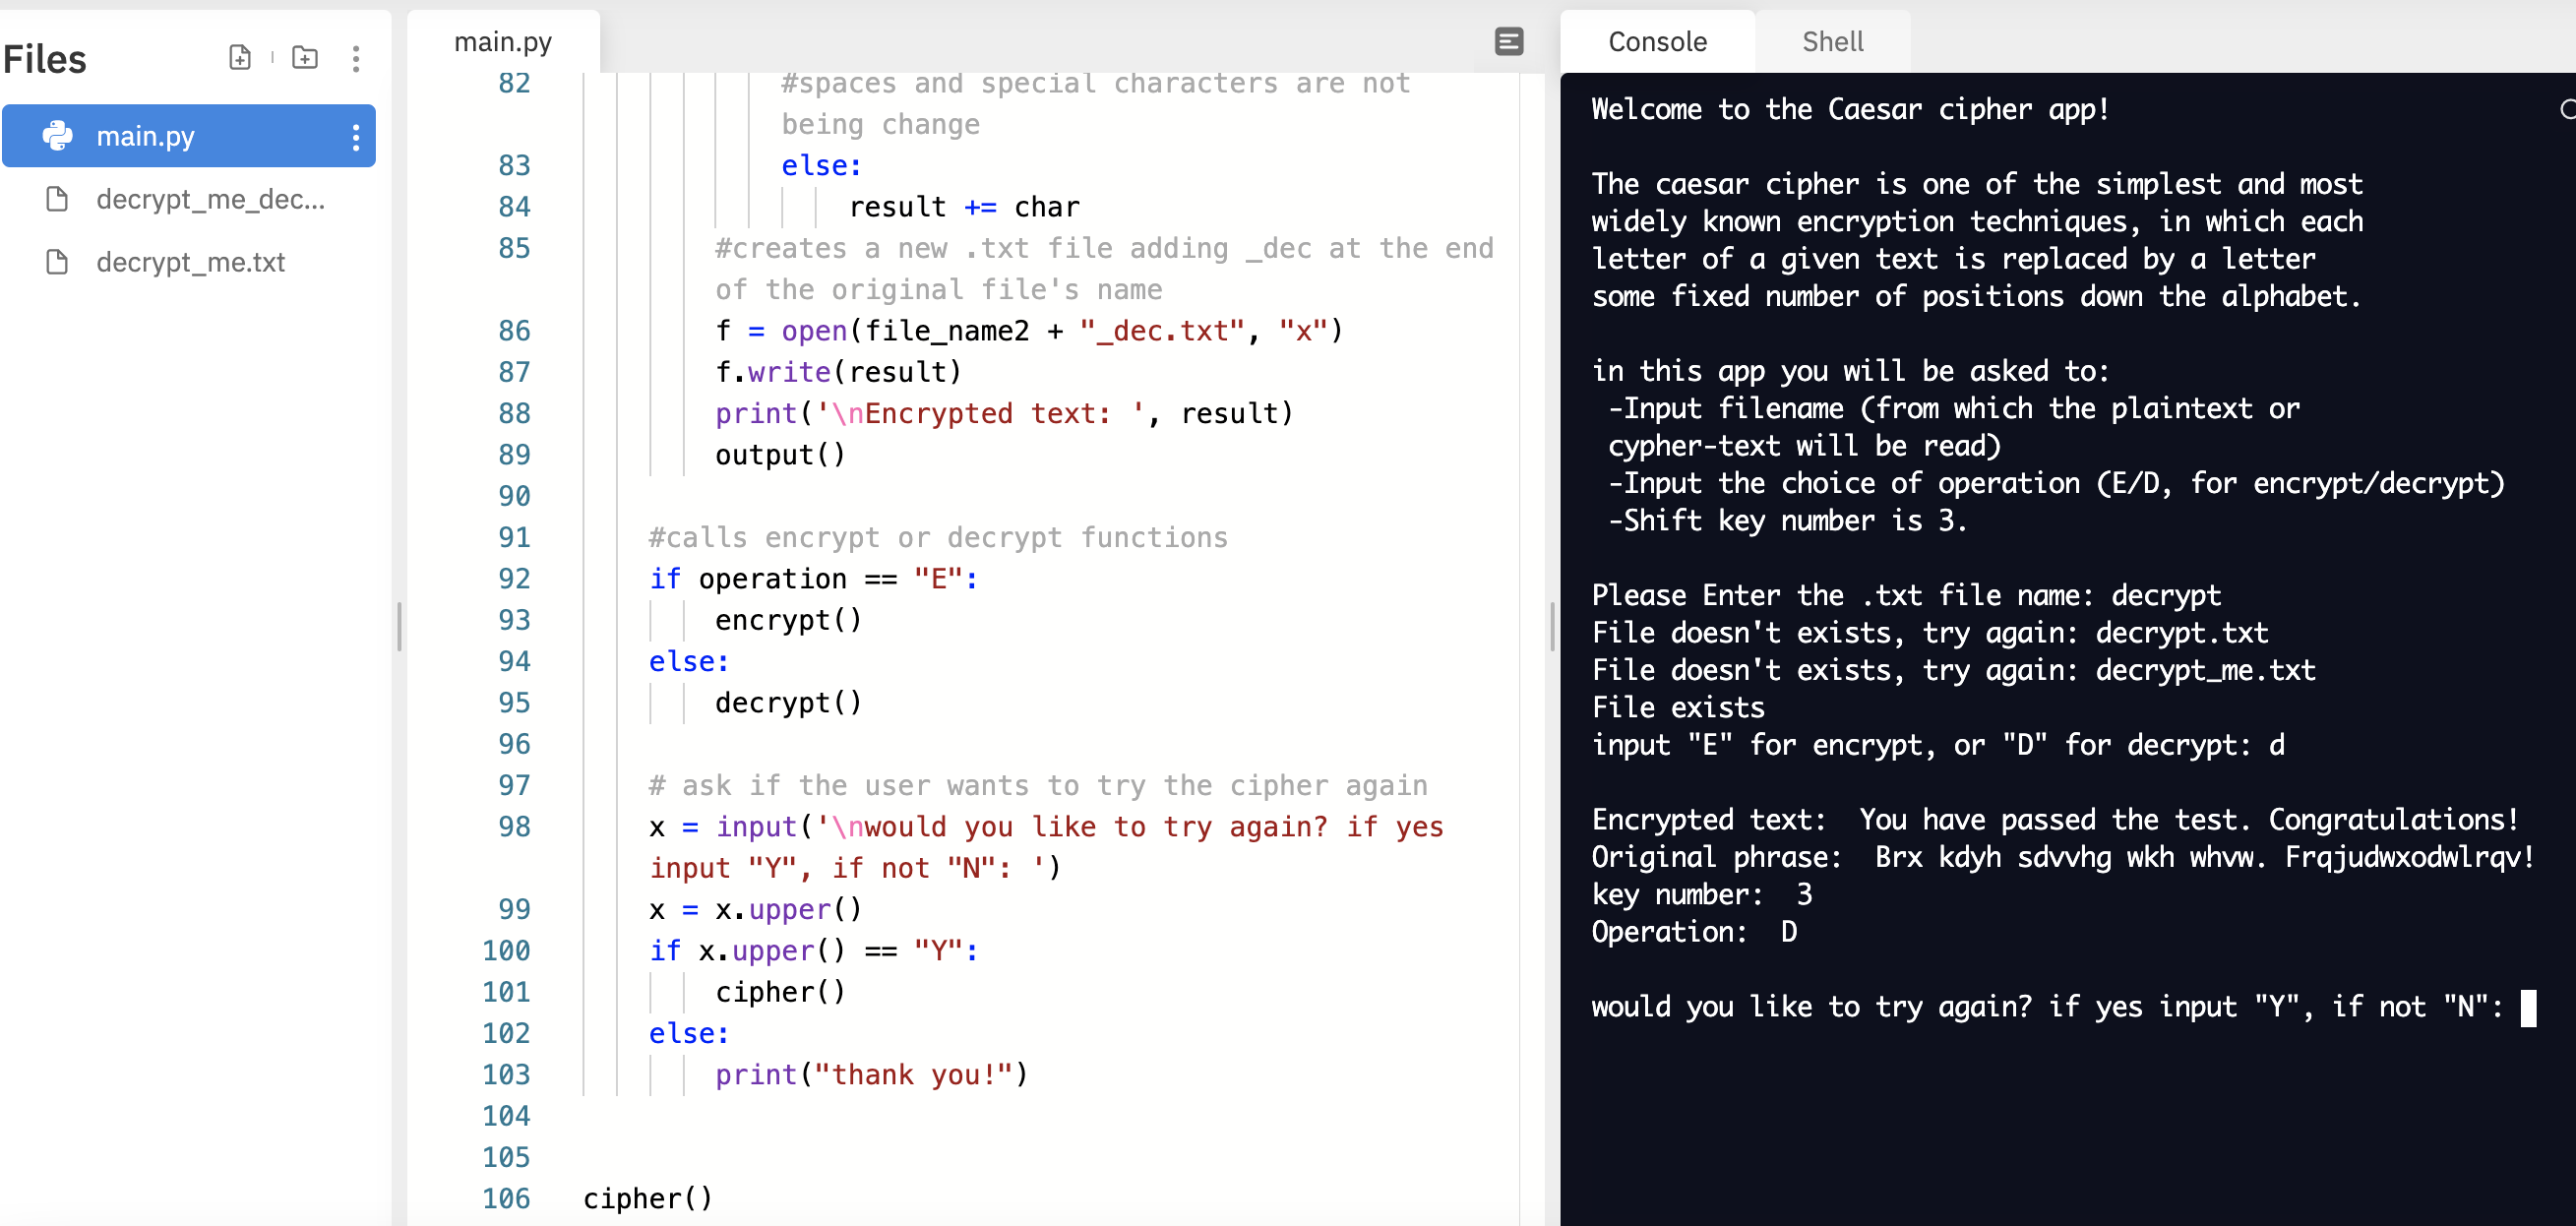 Files
main.py
decrypt_me_dec...
decrypt_me.txt
main.py
82 #spaces and special characters are not
being change
83 else:
84 result += char
85 #creates a new .txt file adding _dec at the end
of the original file's name
86 f = open(file_name2 + "_dec.txt", "x")
87 f.write(result)
88 print('\nEncrypted text: ', result)
89 output()
90
91 #calls encrypt or decrypt functions
92 if operation == "E":
93 encrypt()
94 else:
95 decrypt()
96
97 # ask if the user wants to try the cipher again
98 x = input('\nwould you like to try again? if yes
input "Y", if not "N": ')
99 x = x.upper()
100 if x.upper() == "Y":
101 cipher()
102 else:
103 print("thank you!")
104
105
106 cipher()
Console Shell
Welcome to the Caesar cipher app!
The caesar cipher is one of the simplest and most
widely known encryption techniques, in which each
letter of a given text is replaced by a letter
some fixed number of positions down the alphabet.
in this app you will be asked to:
-Input filename (from which the plaintext or
cypher-text will be read)
-Input the choice of operation (E/D, for encrypt/decrypt)
-Shift key number is 3.
Please Enter the .txt file name: decrypt
File doesn't exists, try again: decrypt.txt
File doesn't exists, try again: decrypt_me.txt
File exists
input "E" for encrypt, or "D" for decrypt: d
Encrypted text:  You have passed the test. Congratulations!
Original phrase:  Brx kdyh sdvvhg wkh whvw. Frqjudwxodwlrqv!
key number:  3
Operation:  D
would you like to try again? if yes input "Y", if not "N":